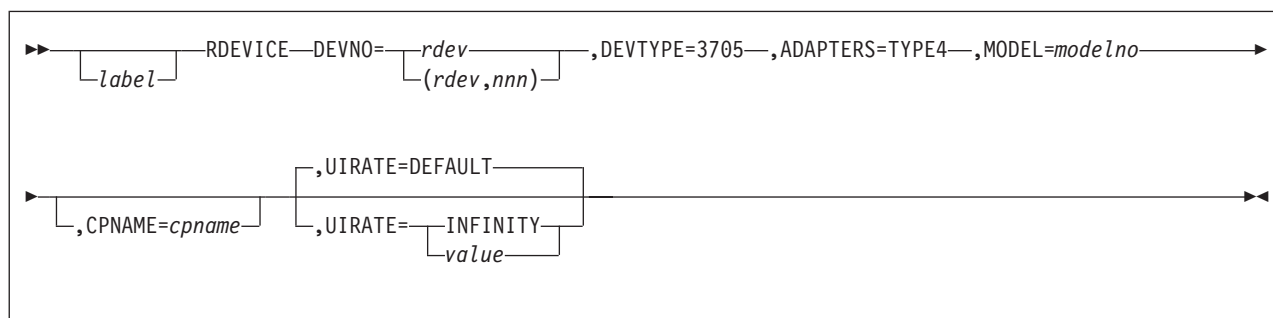 RDEVICE DEVNO= rdev ,DEVTYPE=3705 ,ADAPTERS=TYPE4 ,MODEL=modelno
label (rdev,nnn)
,UIRATE=DEFAULT
,CPNAME=cpname ,UIRATE= INFINITY
value